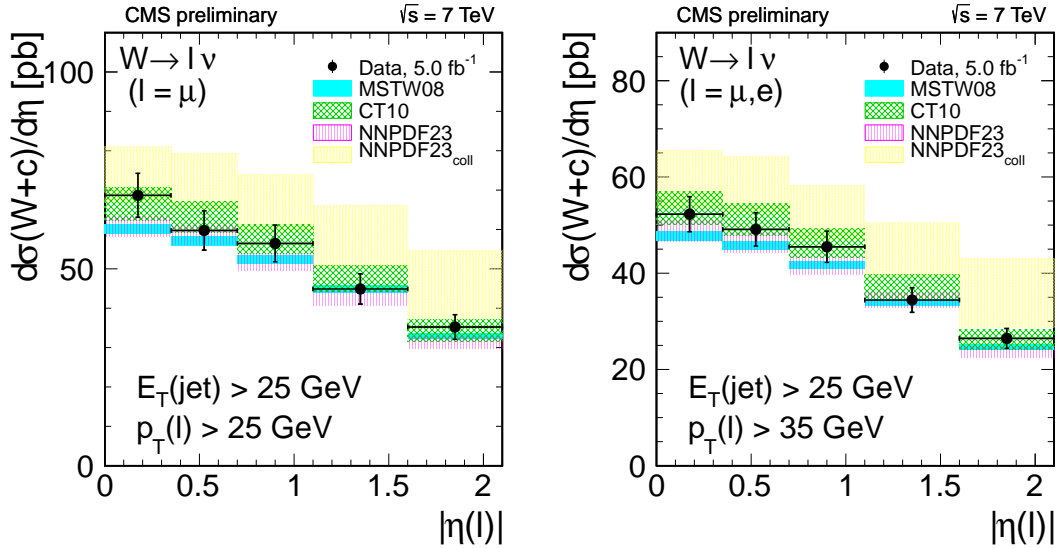 CMS preliminary √s = 7 TeV
dσ(W+c)/dη [pb]
W→ l ν
(l = μ)
Data, 5.0 fb⁻¹
MSTW08
CT10
NNPDF23
NNPDF23coll
100
50
0
E_T(jet) > 25 GeV
p_T(l) > 25 GeV
0 0.5 1 1.5 2
|η(l)|
CMS preliminary √s = 7 TeV
dσ(W+c)/dη [pb]
W→ l ν
(l = μ,e)
Data, 5.0 fb⁻¹
MSTW08
CT10
NNPDF23
NNPDF23coll
80
60
40
20
0
E_T(jet) > 25 GeV
p_T(l) > 35 GeV
0 0.5 1 1.5 2
|η(l)|